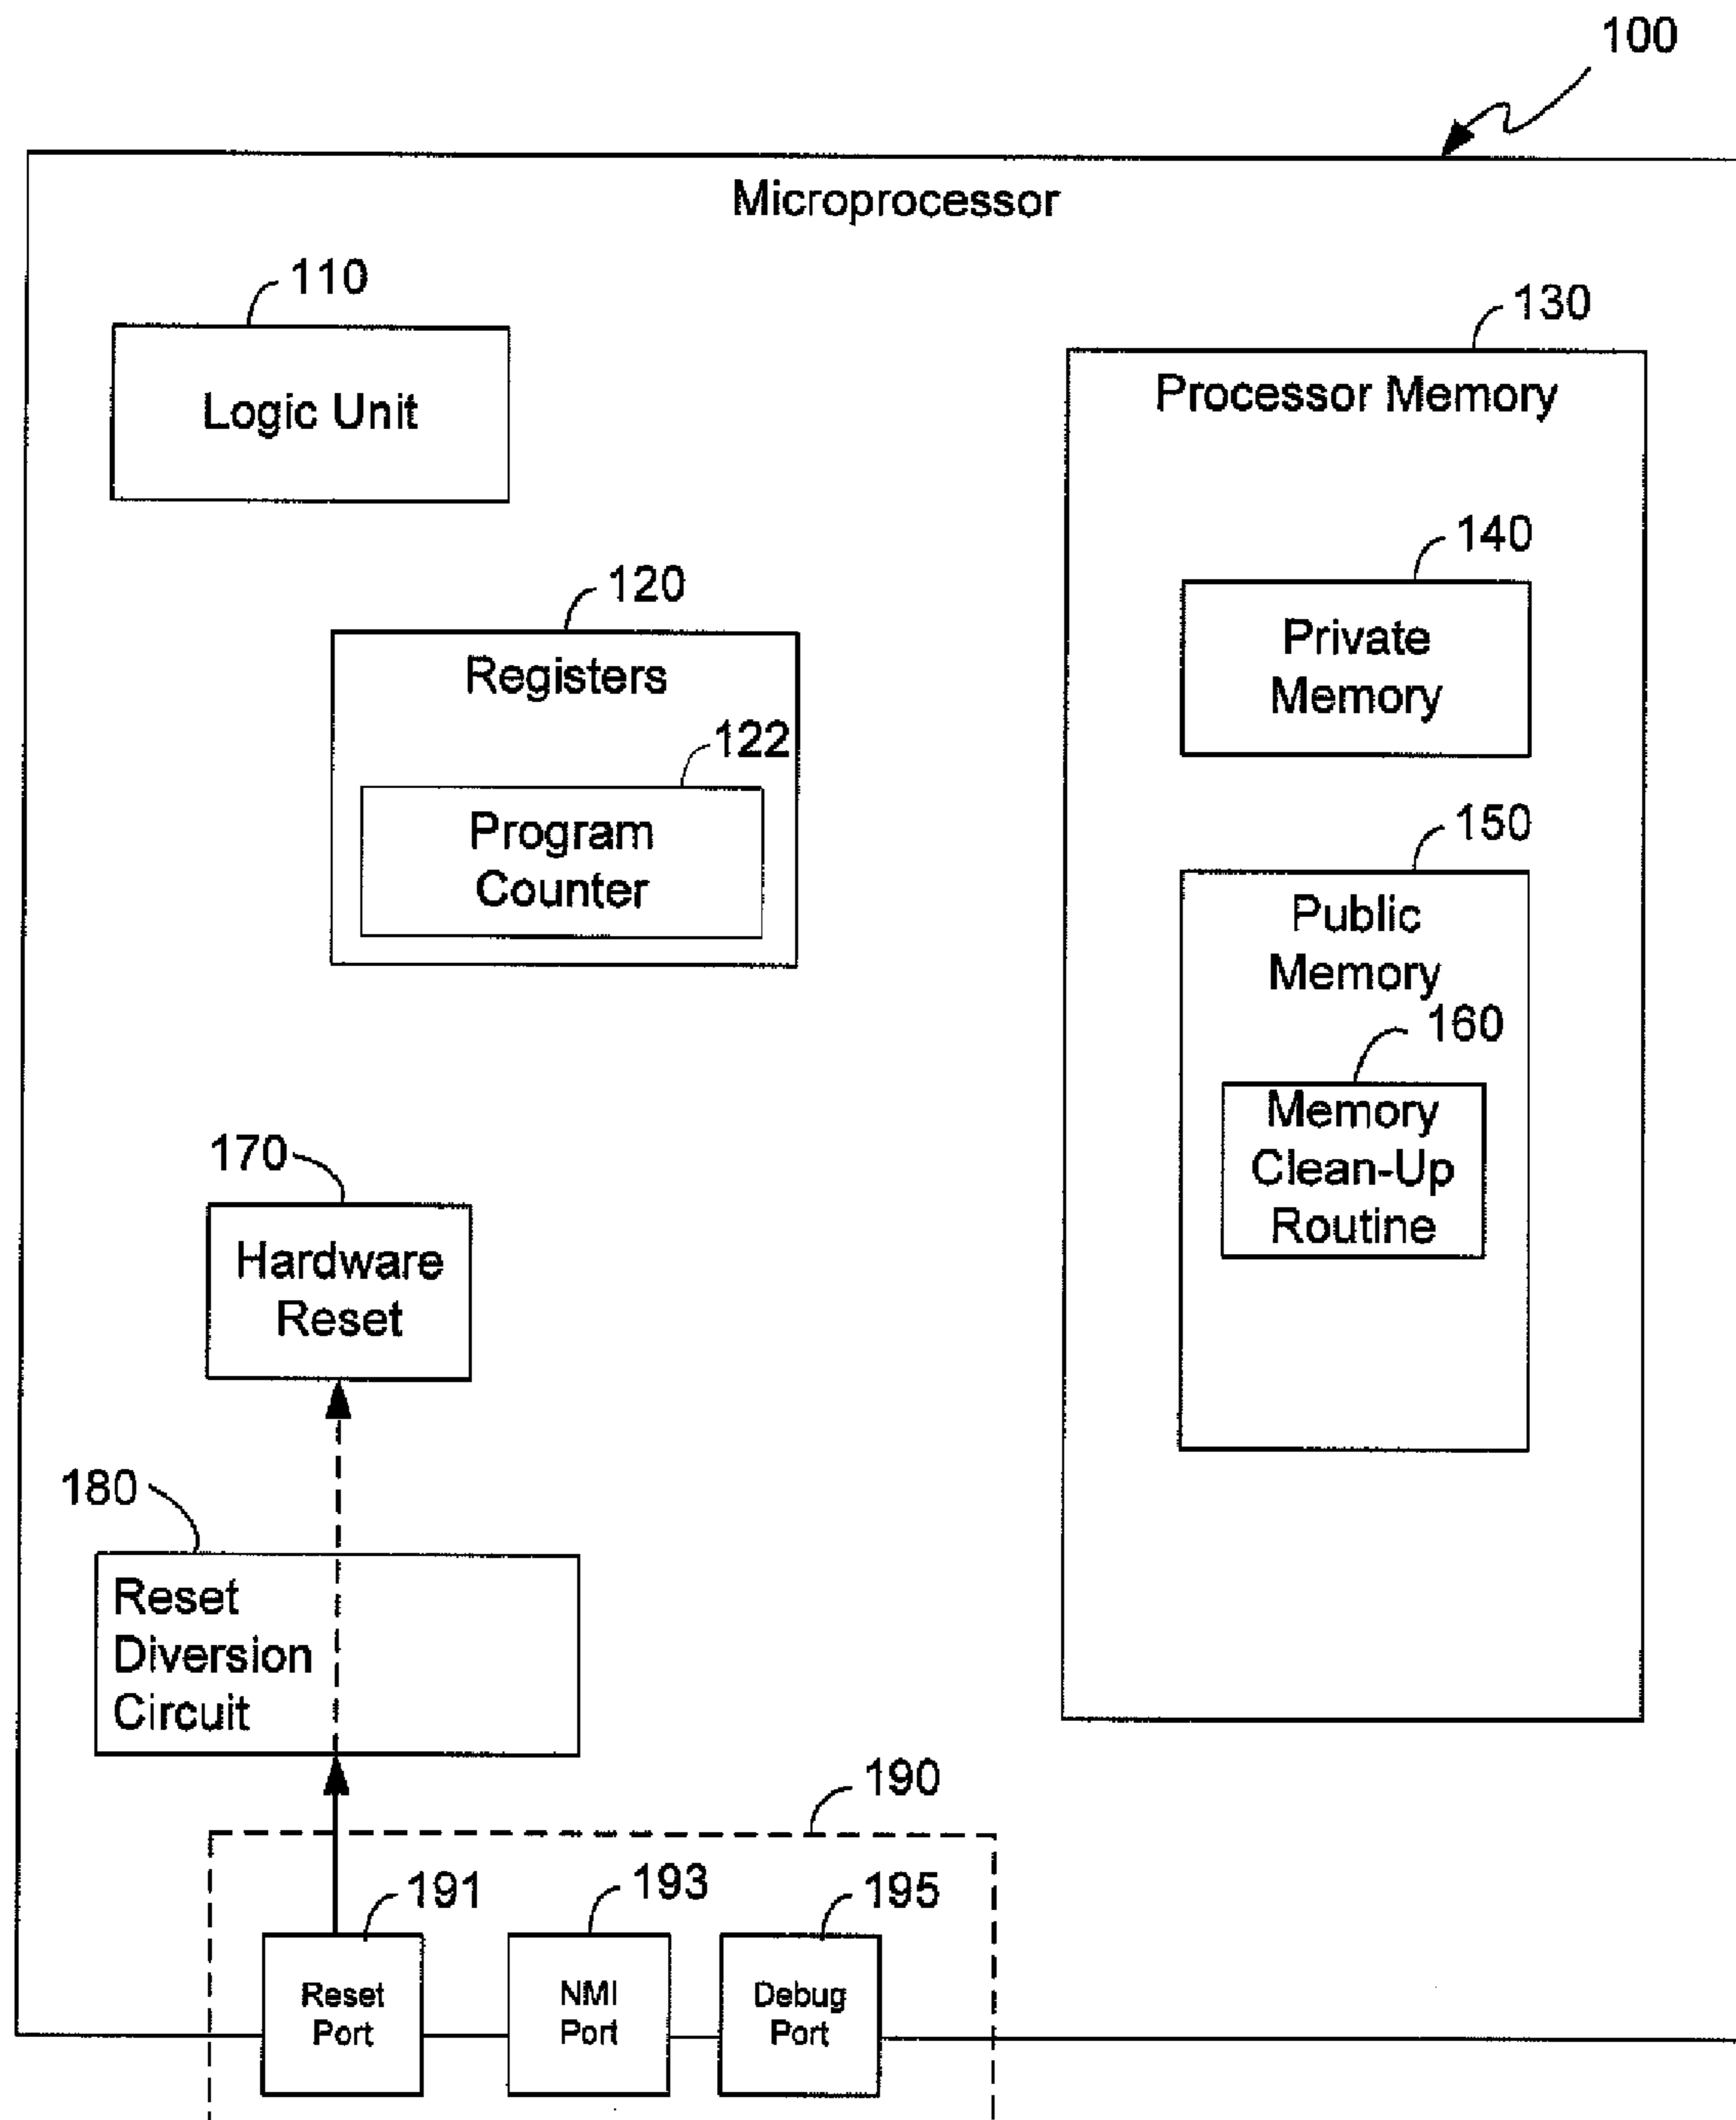 100
Microprocessor
110
Logic Unit
130
Processor Memory
140
Private
Memory
120
Registers
122
Program
Counter
150
Public
Memory
160
Memory
Clean-Up
Routine
170
Hardware
Reset
180
Reset
Diversion
Circuit
190
191
Reset
Port
193
NMI
Port
195
Debug
Port